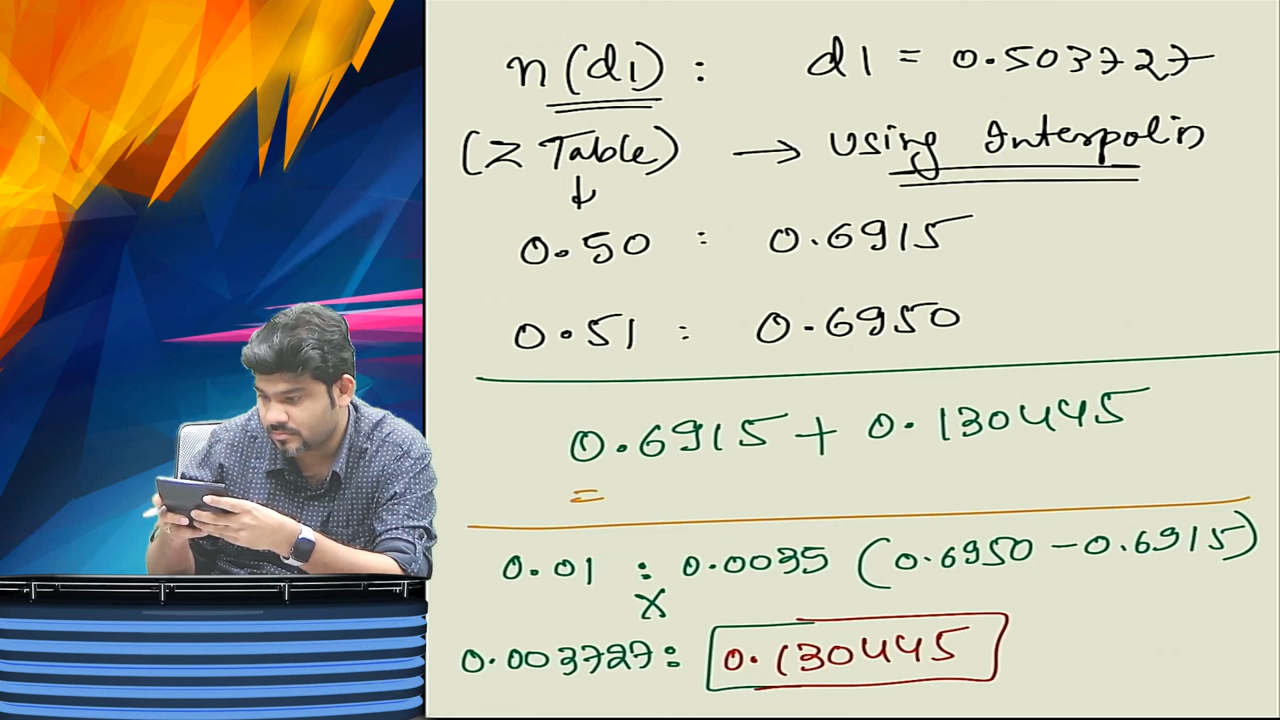 n(d1) : d1 = 0.503727
(Z Table) → Using Interpolin
↓
0.50 : 0.6915
0.51 : 0.6950
0.6915 + 0.130445
=
0.01 : 0.0035 (0.6950 - 0.6915)
X
0.003727 : 0.130445